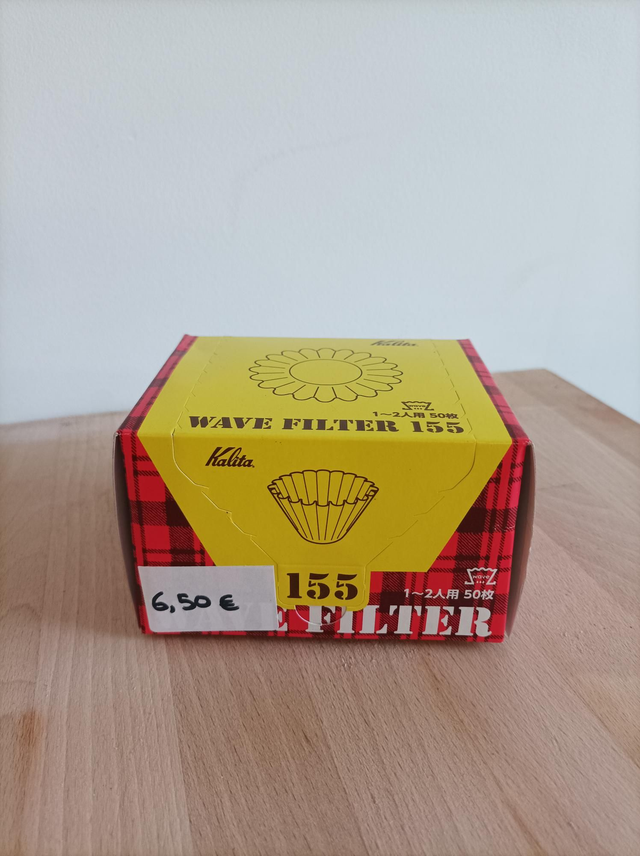 Kalita
1〜2人用 50枚
WAVE FILTER 155
Kalita
155
wave
1〜2人用 50枚
6,50 €
FILTER